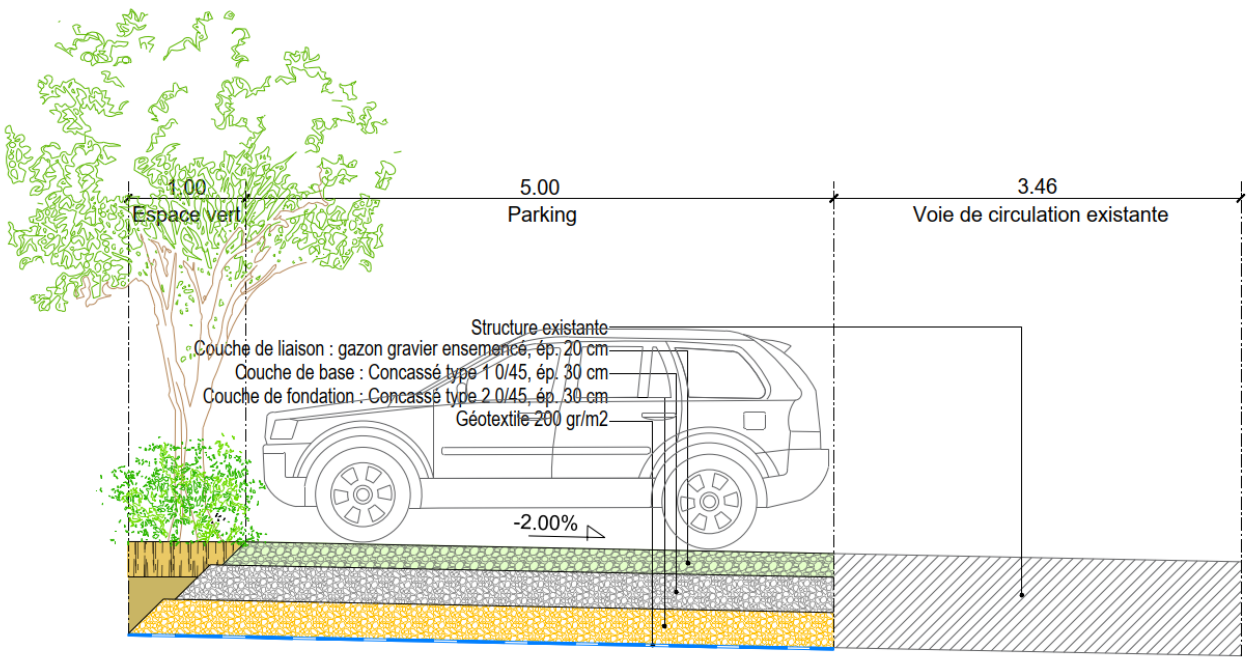 1.00
5.00
3.46
Espace vert
Parking
Voie de circulation existante
Structure existante
Couche de liaison : gazon gravier ensemencé, ép. 20 cm
Couche de base : Concassé type 1 0/45, ép. 30 cm
Couche de fondation : Concassé type 2 0/45, ép. 30 cm
Géotextile 200 gr/m2
-2.00%